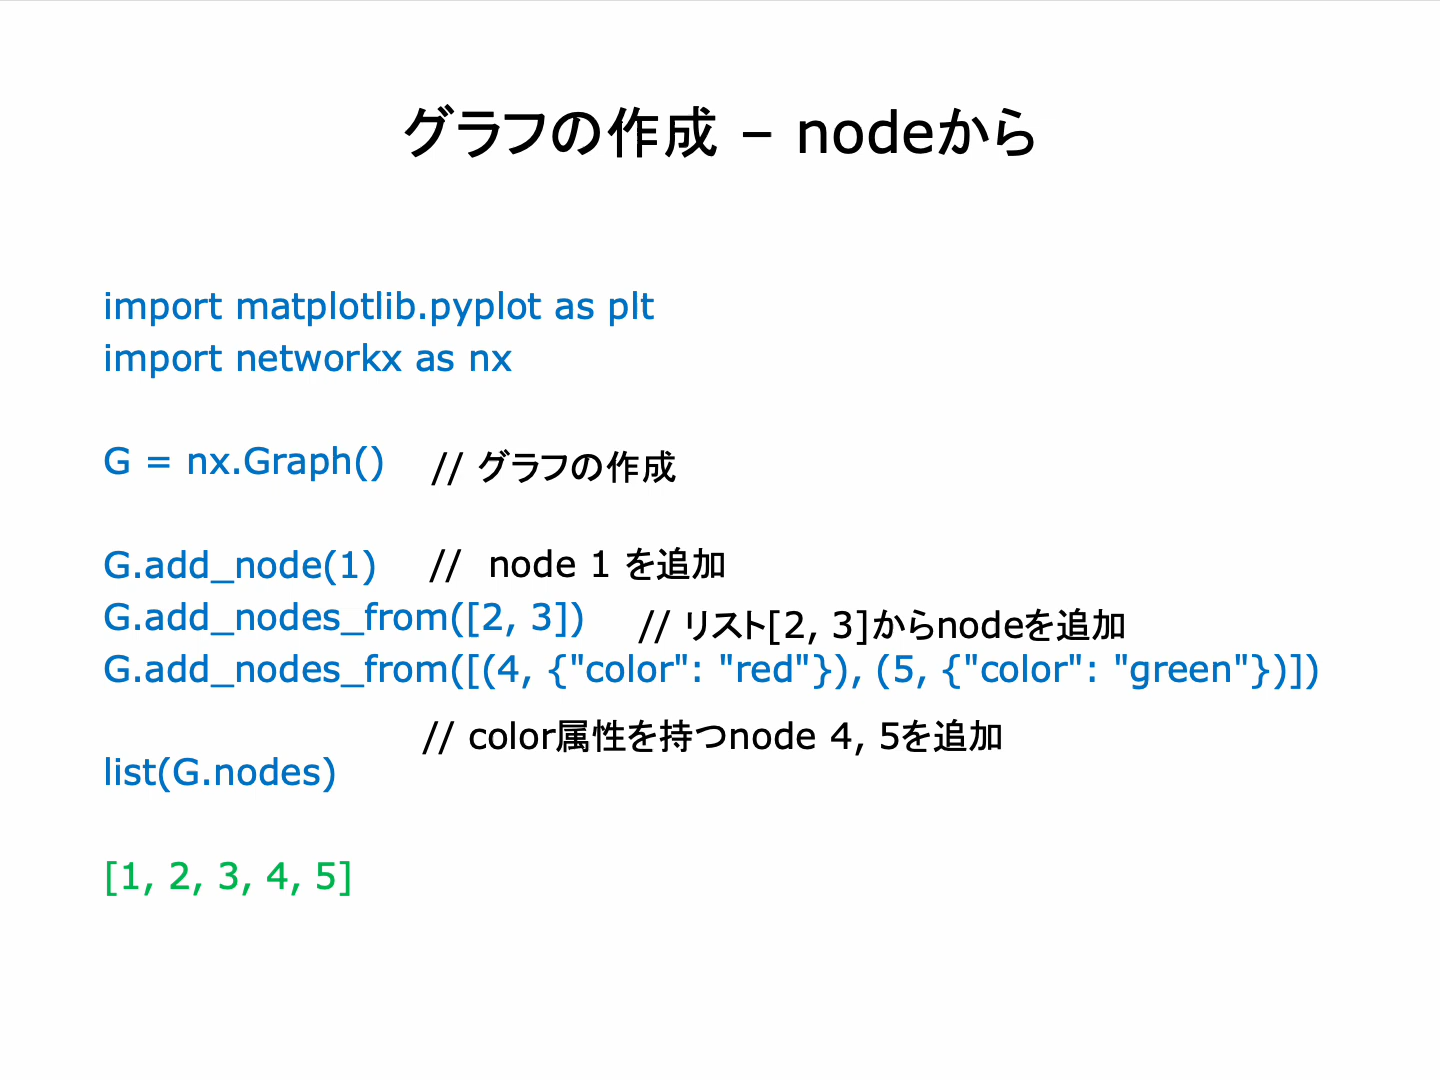 グラフの作成 – nodeから
import matplotlib.pyplot as plt
import networkx as nx
G = nx.Graph() // グラフの作成
G.add_node(1) // node 1 を追加
G.add_nodes_from([2, 3]) // リスト[2, 3]からnodeを追加
G.add_nodes_from([(4, {"color": "red"}), (5, {"color": "green"})])
// color属性を持つnode 4, 5を追加
list(G.nodes)
[1, 2, 3, 4, 5]